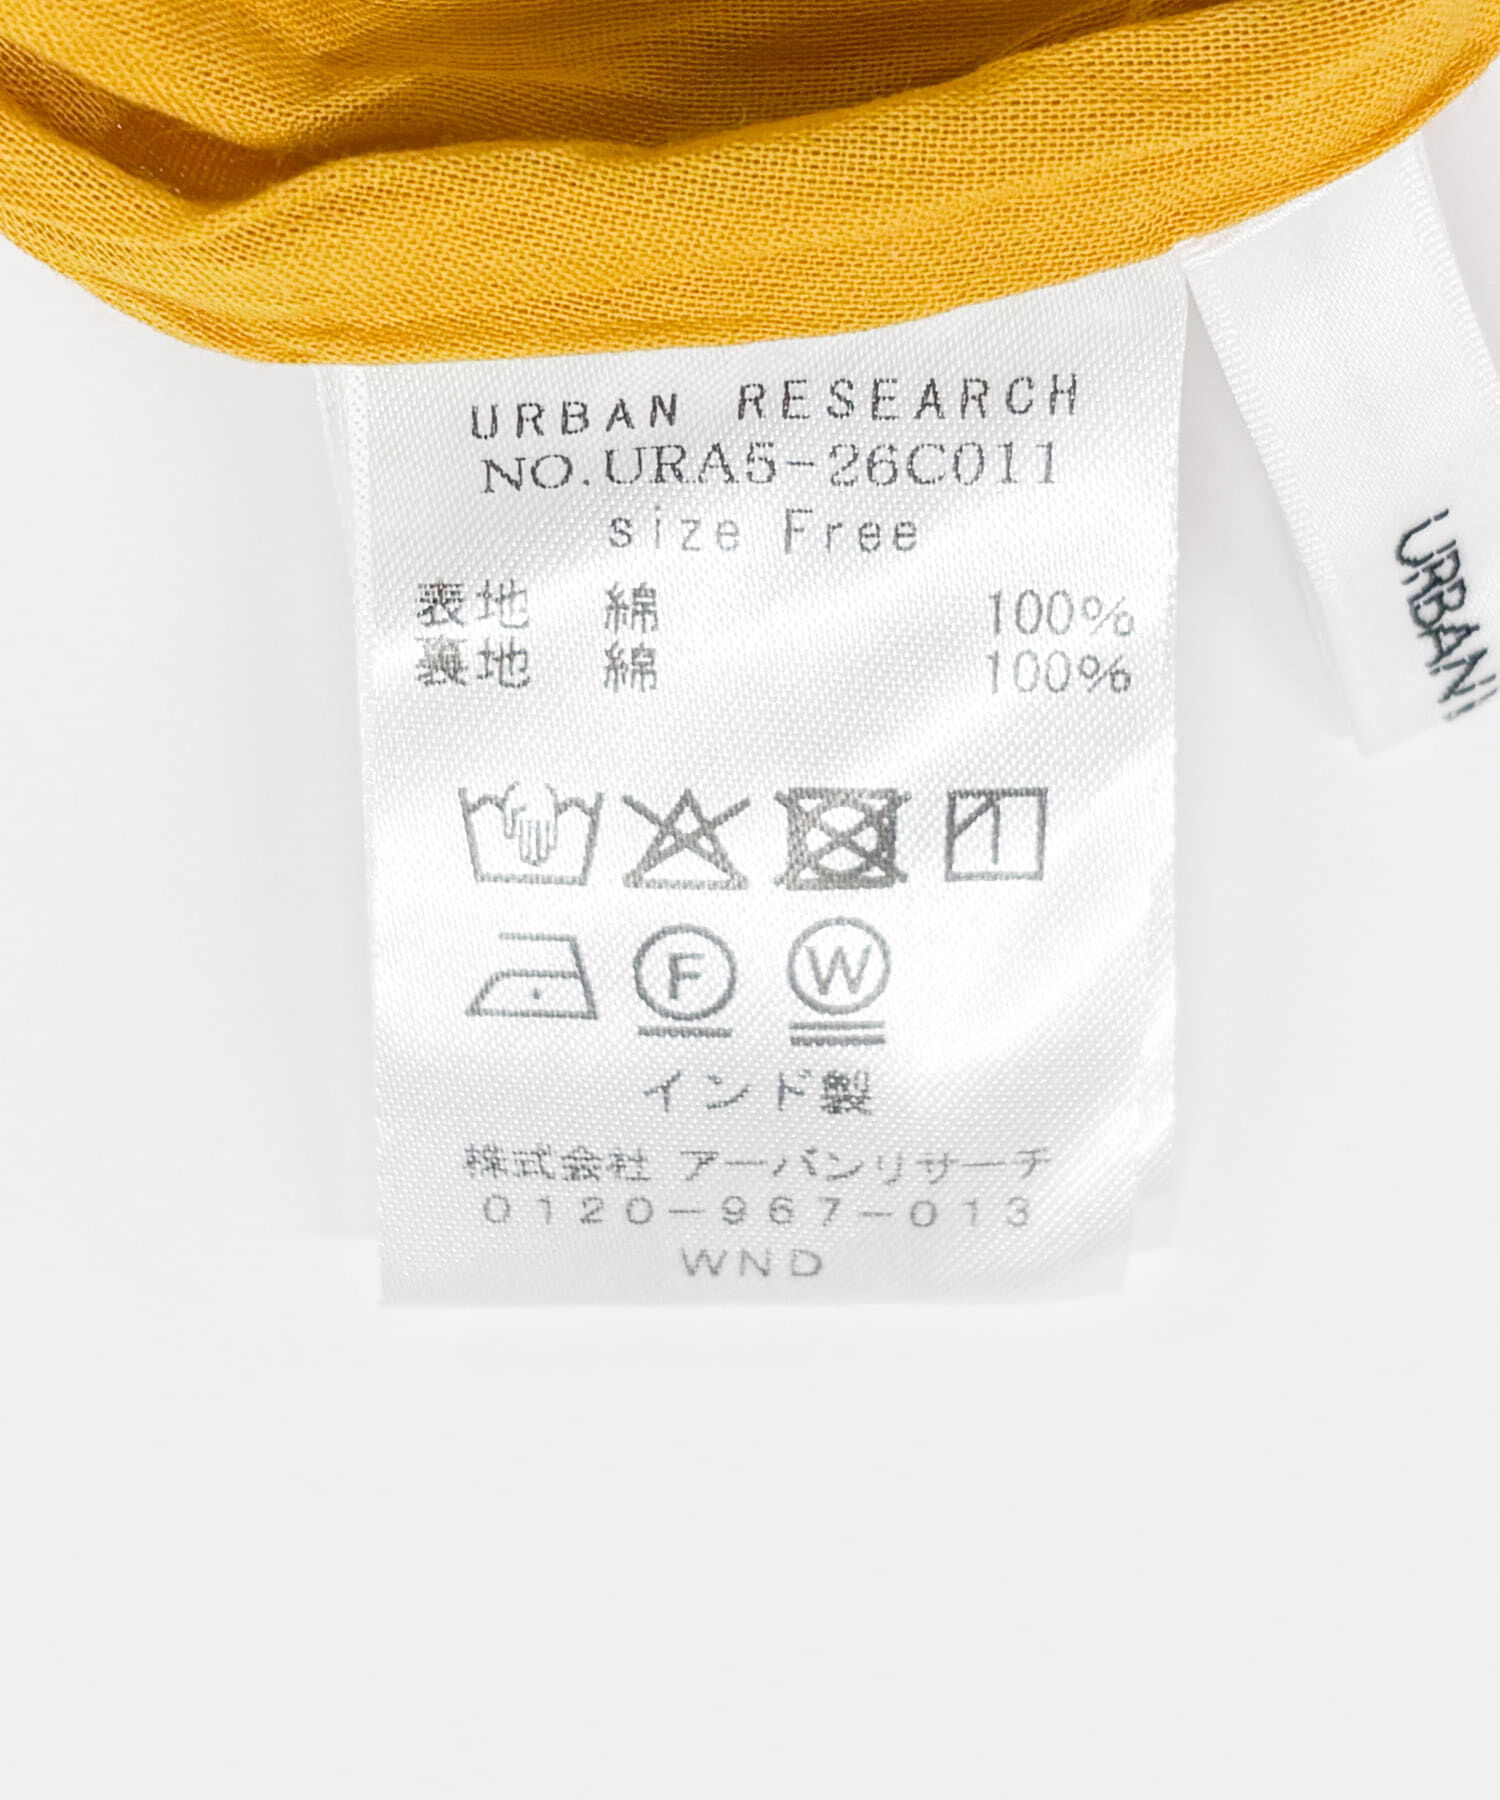 URBAN RESEARCH
NO.URA5-26C011
size Free
表地 綿 100%
裏地 綿 100%
F W
インド製
株式会社 アーバンリサーチ
0120-967-013
WND
URBAN